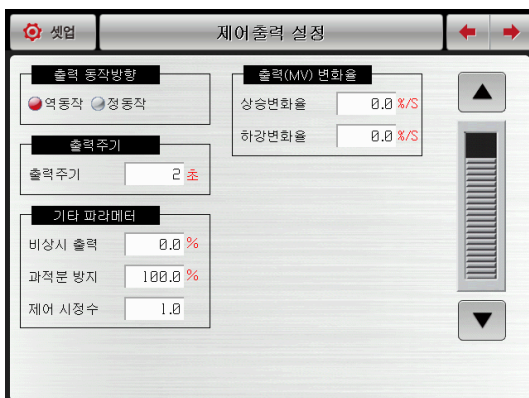 셋업
제어출력 설정
출력 동작방향
역동작 정동작
출력주기
출력주기 2 초
기타 파라메터
비상시 출력 0.0 %
과적분 방지 100.0 %
제어 시정수 1.0
출력(MV) 변화율
상승변화율 0.0 %/S
하강변화율 0.0 %/S